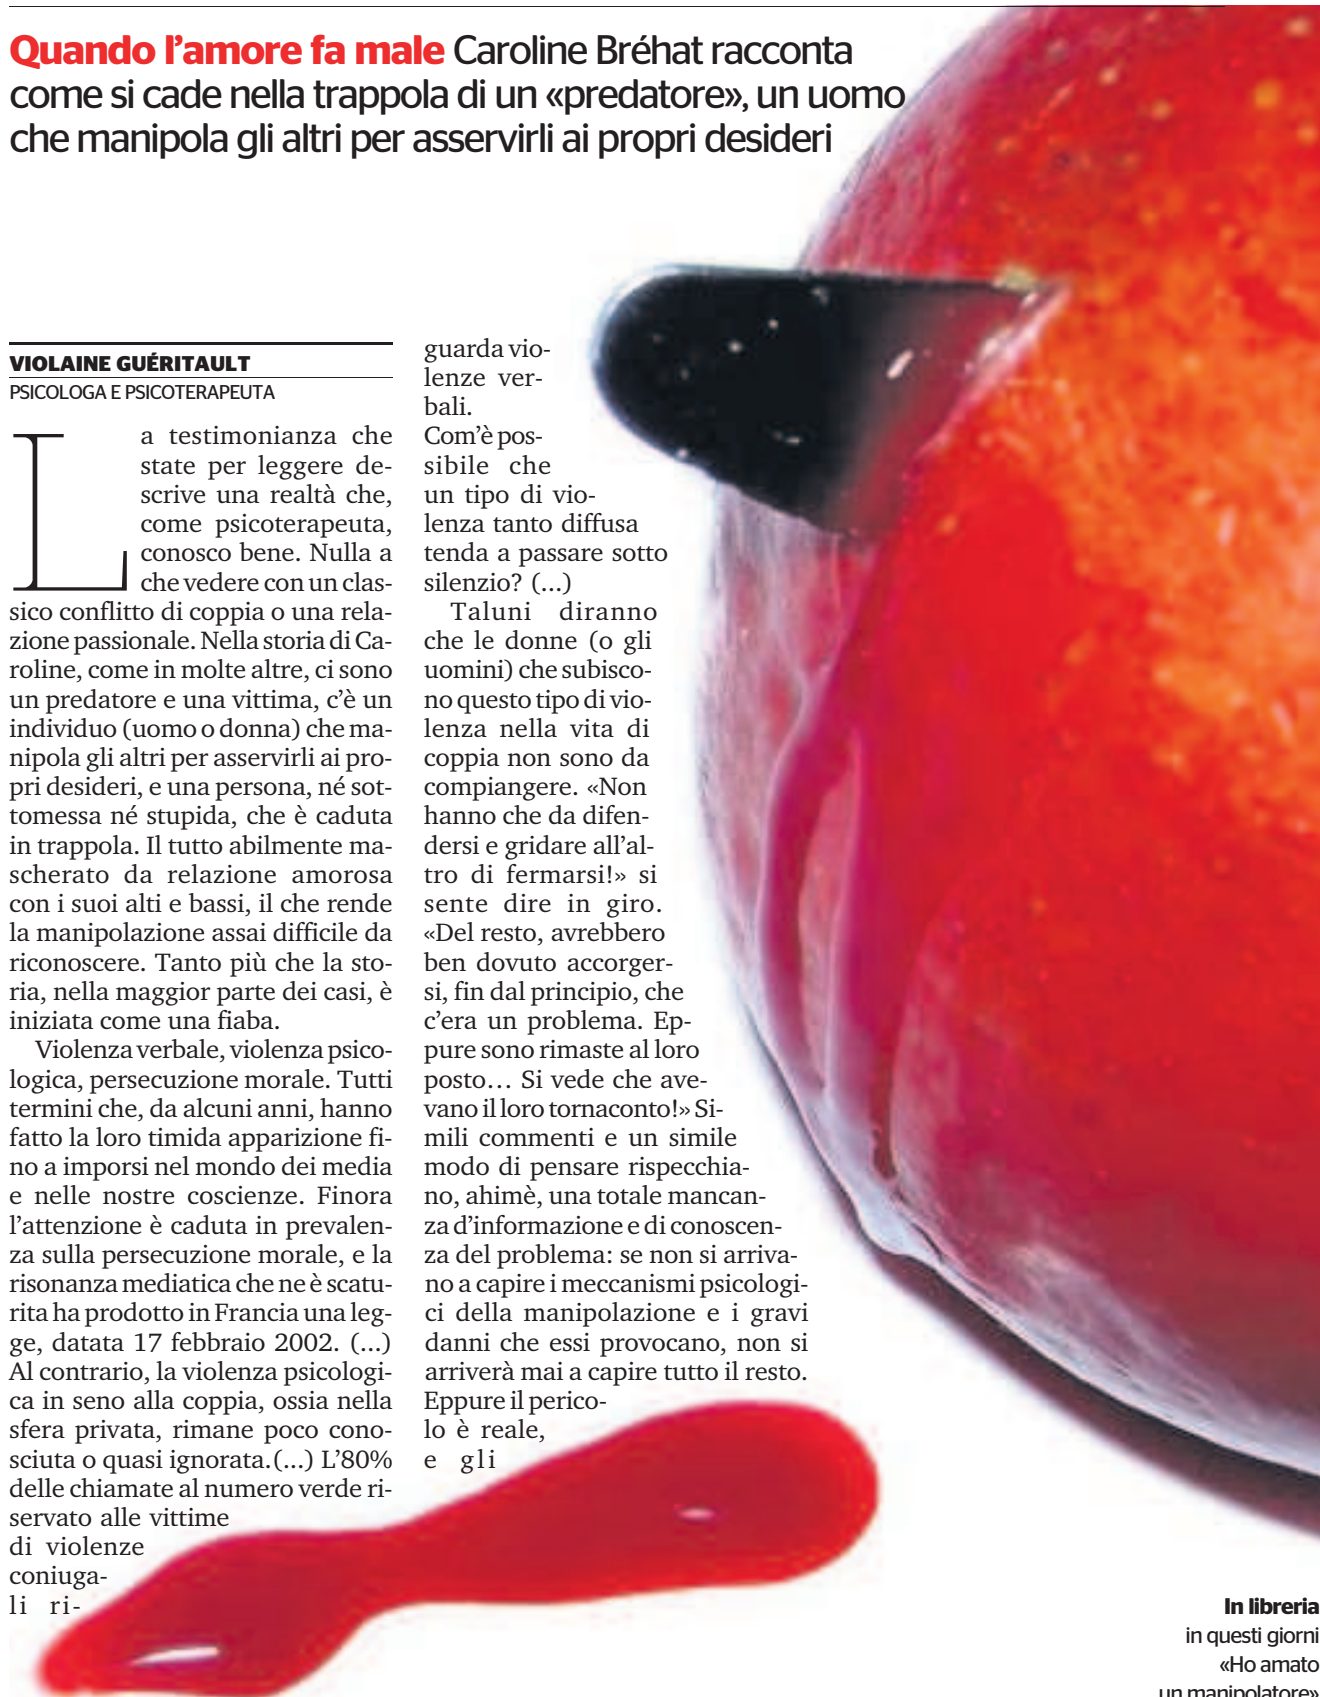 Quando l'amore fa male Caroline Bréhat racconta
come si cade nella trappola di un «predatore», un uomo
che manipola gli altri per asservirli ai propri desideri
VIOLAINE GUÉRITAULT
PSICOLOGA E PSICOTERAPEUTA
La testimonianza che
state per leggere de-
scrive una realtà che,
come psicoterapeuta,
conosco bene. Nulla a
che vedere con un clas-
sico conflitto di coppia o una rela-
zione passionale. Nella storia di Ca-
roline, come in molte altre, ci sono
un predatore e una vittima, c'è un
individuo (uomo o donna) che ma-
nipola gli altri per asservirli ai pro-
pri desideri, e una persona, né sot-
tomessa né stupida, che è caduta
in trappola. Il tutto abilmente ma-
scherato da relazione amorosa
con i suoi alti e bassi, il che rende
la manipolazione assai difficile da
riconoscere. Tanto più che la sto-
ria, nella maggior parte dei casi, è
iniziata come una fiaba.
Violenza verbale, violenza psico-
logica, persecuzione morale. Tutti
termini che, da alcuni anni, hanno
fatto la loro timida apparizione fi-
no a imporsi nel mondo dei media
e nelle nostre coscienze. Finora
l'attenzione è caduta in prevalen-
za sulla persecuzione morale, e la
risonanza mediatica che ne è scatu-
rita ha prodotto in Francia una leg-
ge, datata 17 febbraio 2002. (...)
Al contrario, la violenza psicologi-
ca in seno alla coppia, ossia nella
sfera privata, rimane poco cono-
sciuta o quasi ignorata.(...) L'80%
delle chiamate al numero verde ri-
servato alle vittime
di violenze
coniuga-
li ri-
guarda vio-
lenze ver-
bali.
Com'è pos-
sibile che
un tipo di vio-
lenza tanto diffusa
tenda a passare sotto
silenzio? (...)
Taluni diranno
che le donne (o gli
uomini) che subisco-
no questo tipo di vio-
lenza nella vita di
coppia non sono da
compiangere. «Non
hanno che da difen-
dersi e gridare all'al-
tro di fermarsi!» si
sente dire in giro.
«Del resto, avrebbero
ben dovuto accorger-
si, fin dal principio, che
c'era un problema. Ep-
pure sono rimaste al loro
posto… Si vede che ave-
vano il loro tornaconto!» Si-
mili commenti e un simile
modo di pensare rispecchia-
no, ahimè, una totale mancan-
za d'informazione e di conoscen-
za del problema: se non si arriva-
no a capire i meccanismi psicologi-
ci della manipolazione e i gravi
danni che essi provocano, non si
arriverà mai a capire tutto il resto.
Eppure il perico-
lo è reale,
e gli
In libreria
in questi giorni
«Ho amato
un manipolatore»